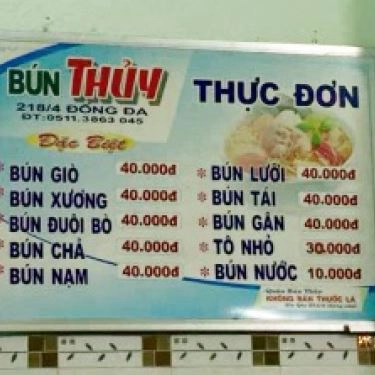 BÚN THỦY
218/4 ĐỐNG ĐA
ĐT:0511.3863 045
Đặc Biệt
THỰC ĐƠN
* BÚN GIÒ 40.000đ
* BÚN XƯƠNG 40.000đ
* BÚN ĐUÔI BÒ 40.000đ
* BÚN CHẢ 40.000đ
* BÚN NẠM 40.000đ
* BÚN LƯỠI 40.000đ
* BÚN TÁI 40.000đ
* BÚN GÂN 40.000đ
* TÔ NHỎ 30.000đ
* BÚN NƯỚC 10.000đ
Quán Bún Thủy
KHÔNG BÁN THUỐC LÁ